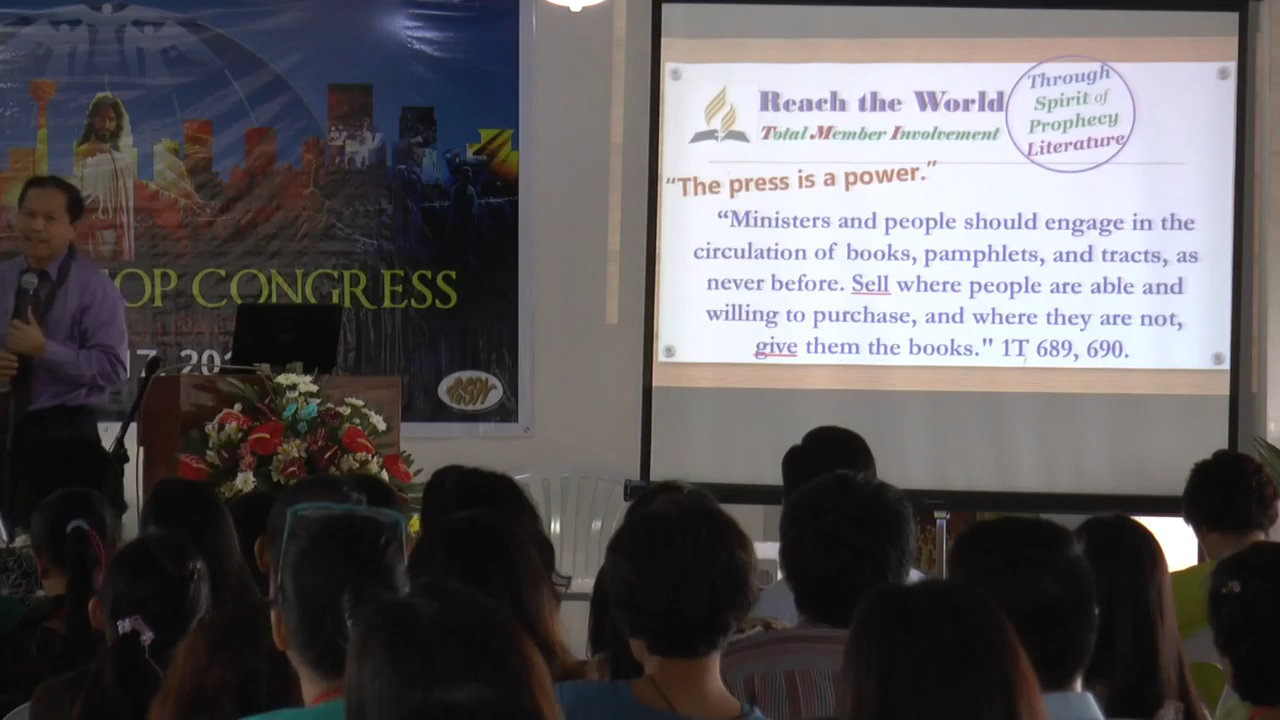 OP CONGRESS
17, 20
Reach the World
Total Member Involvement
Through
Spirit of
Prophecy
Literature
“The press is a power.”
“Ministers and people should engage in the
circulation of books, pamphlets, and tracts, as
never before. Sell where people are able and
willing to purchase, and where they are not,
give them the books." 1T 689, 690.